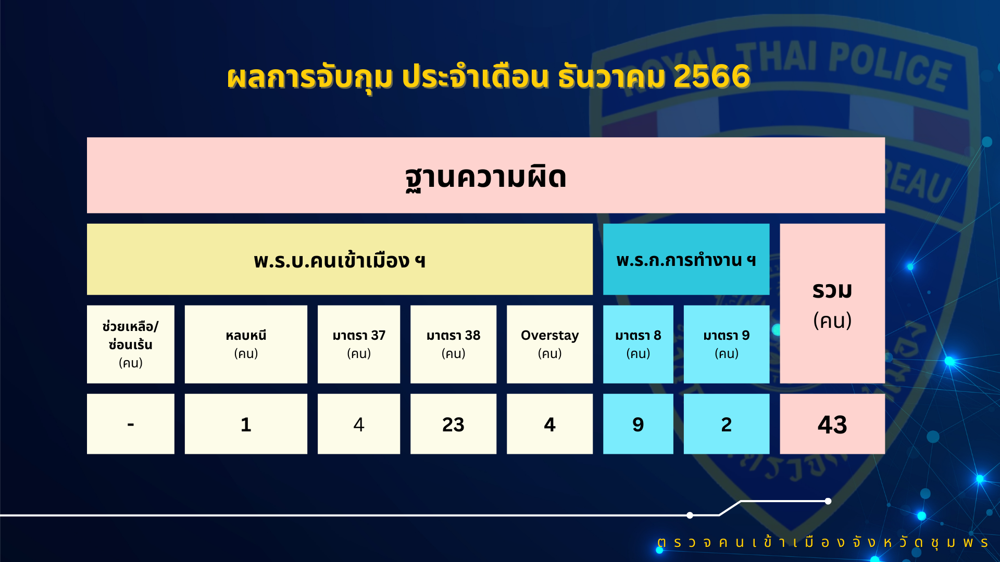 ROYAL THAI POLICE
ผลการจับกุม ประจำเดือน ธันวาคม 2566
ฐานความผิด
พ.ร.บ.คนเข้าเมือง ฯ
พ.ร.ก.การทำงาน ฯ
รวม
(คน)
ช่วยเหลือ/
ซ่อนเร้น
(คน)
หลบหนี
(คน)
มาตรา 37
(คน)
มาตรา 38
(คน)
Overstay
(คน)
มาตรา 8
(คน)
มาตรา 9
(คน)
-
1
4
23
4
9
2
43
ตรวจคนเข้าเมืองจังหวัดชุมพร